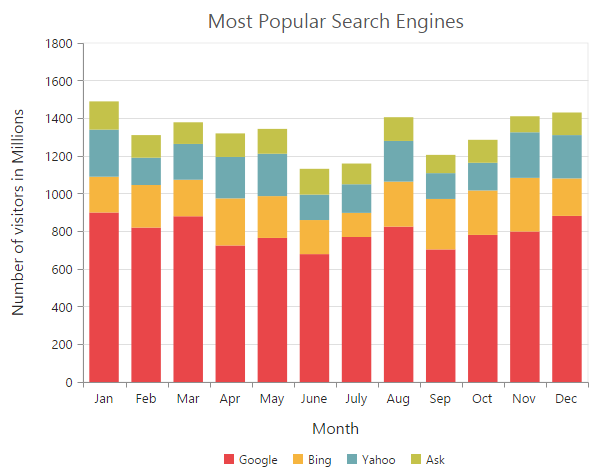 Most Popular Search Engines
Number of visitors in Millions
1800
1600
1400
1200
1000
800
600
400
200
0
Jan Feb Mar Apr May June July Aug Sep Oct Nov Dec
Month
Google Bing Yahoo Ask